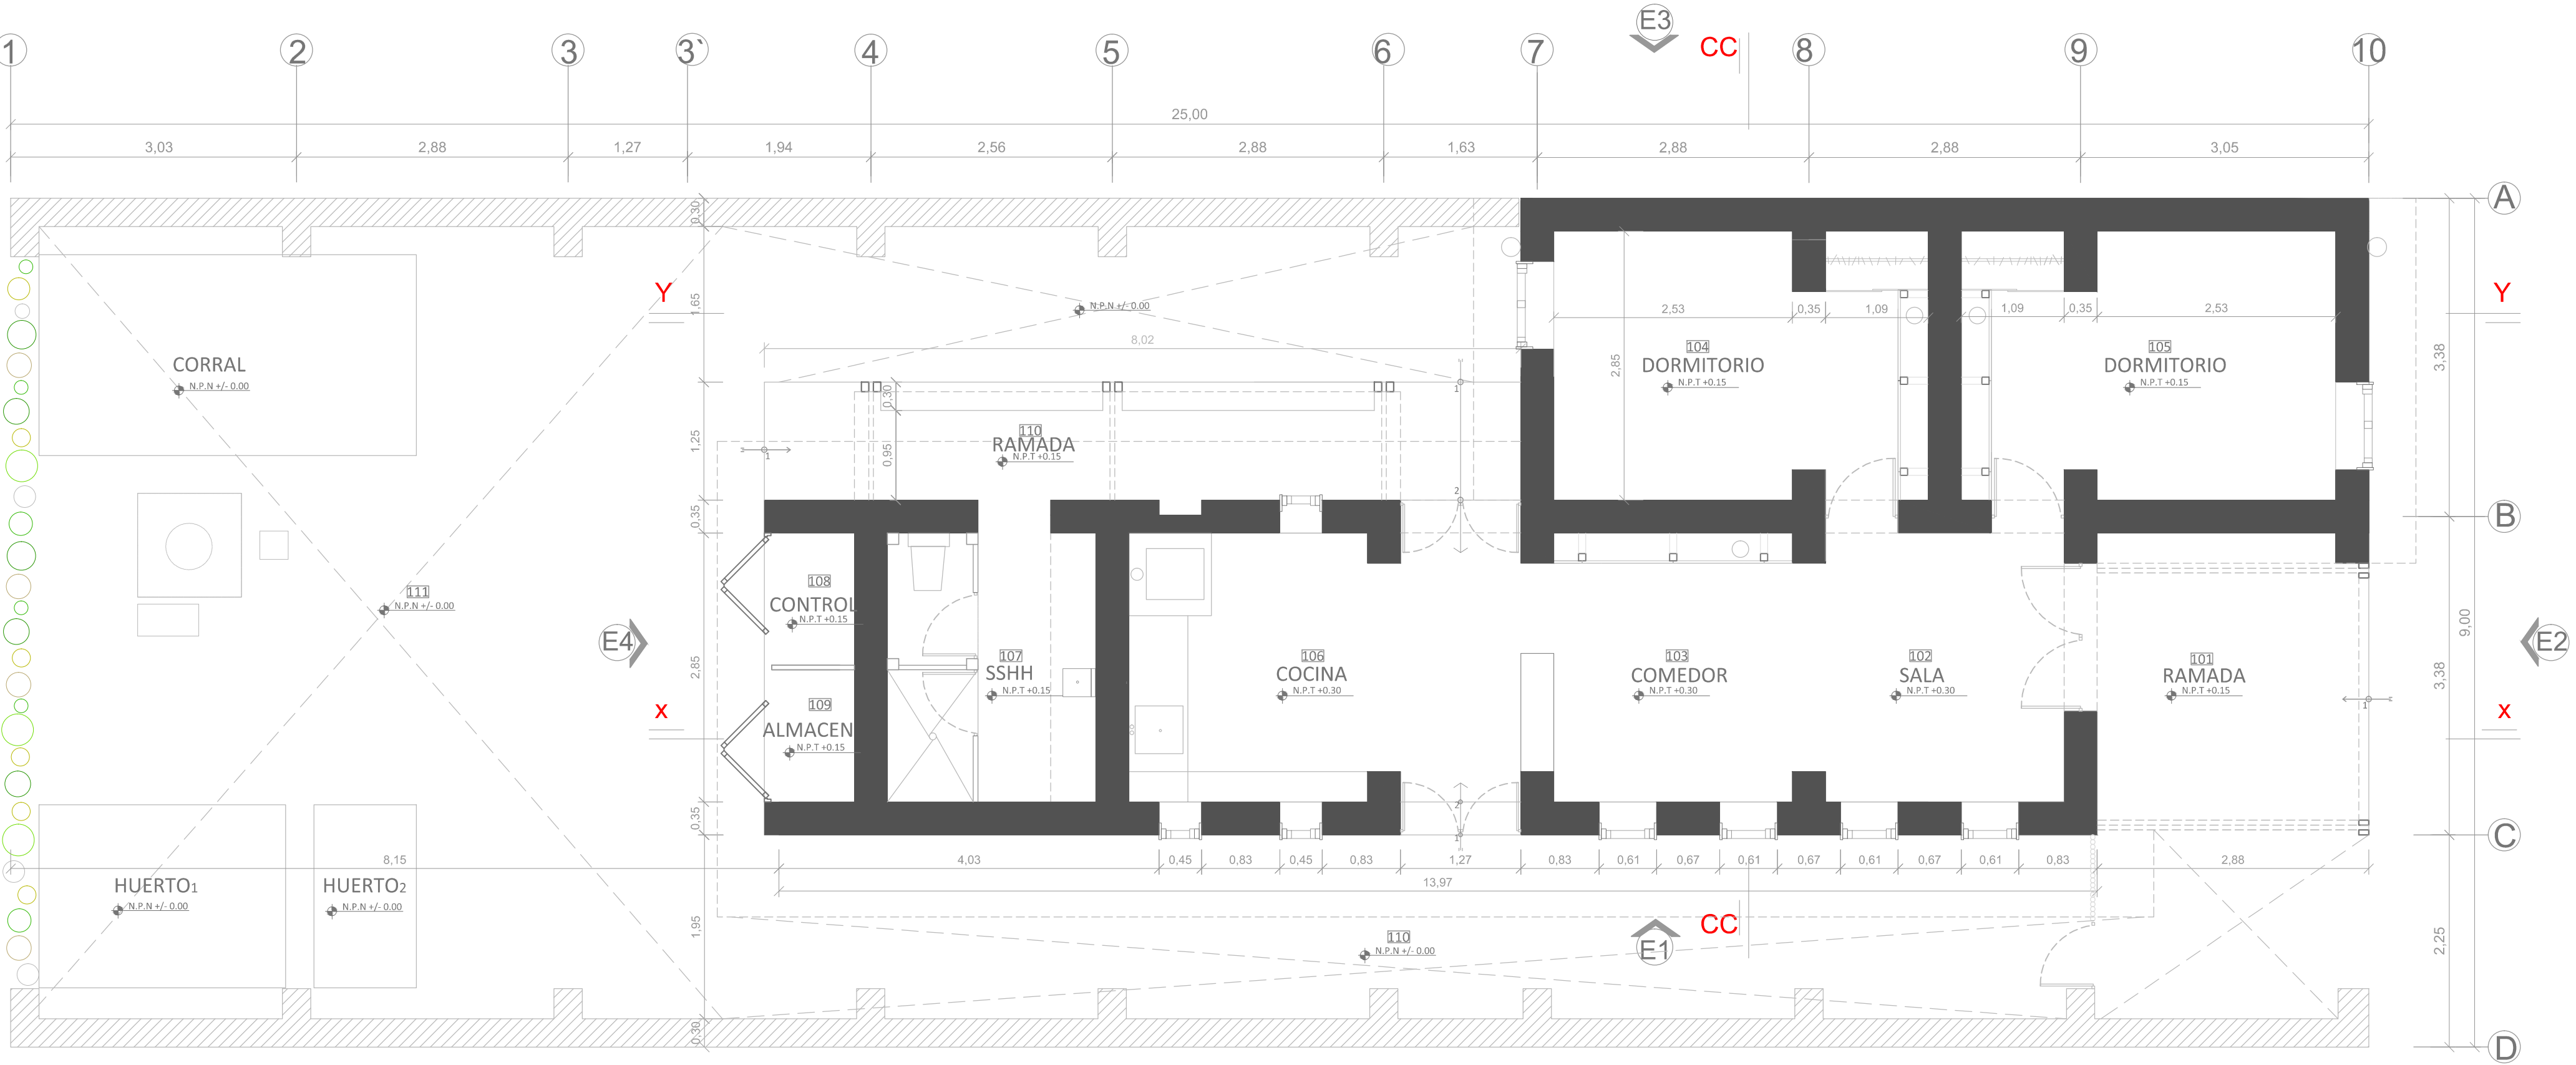 E3
1 2 3 3` 4 5 6 7 CC 8 9 10
25,00
3,03 2,88 1,27 1,94 2,56 2,88 1,63 2,88 2,88 3,05
A
0,30
Y Y
1,65
N.P.N +/- 0.00
2,53 0,35 1,09 1,09 0,35 2,53
8,02
104
DORMITORIO
N.P.T +0.15
105
DORMITORIO
N.P.T +0.15
2,85
3,38
CORRAL
N.P.N +/- 0.00
1
0,30
110
RAMADA
N.P.T +0.15
1,25
0,95
1
2
0,35
B
108
CONTROL
N.P.T +0.15
111
N.P.N +/- 0.00
E4
2,85
9,00
E2
107
SSHH
N.P.T +0.15
106
COCINA
N.P.T +0.30
103
COMEDOR
N.P.T +0.30
102
SALA
N.P.T +0.30
101
RAMADA
N.P.T +0.15
3,38
x x
1
109
ALMACEN
N.P.T +0.15
2
1
0,35
C
8,15 4,03 0,45 0,83 0,45 0,83 1,27 0,83 0,61 0,67 0,61 0,67 0,61 0,67 0,61 0,83 2,88
13,97
HUERTO1
N.P.N +/- 0.00
HUERTO2
N.P.N +/- 0.00
1,95
CC
110
N.P.N +/- 0.00
E1
2,25
0,30
D